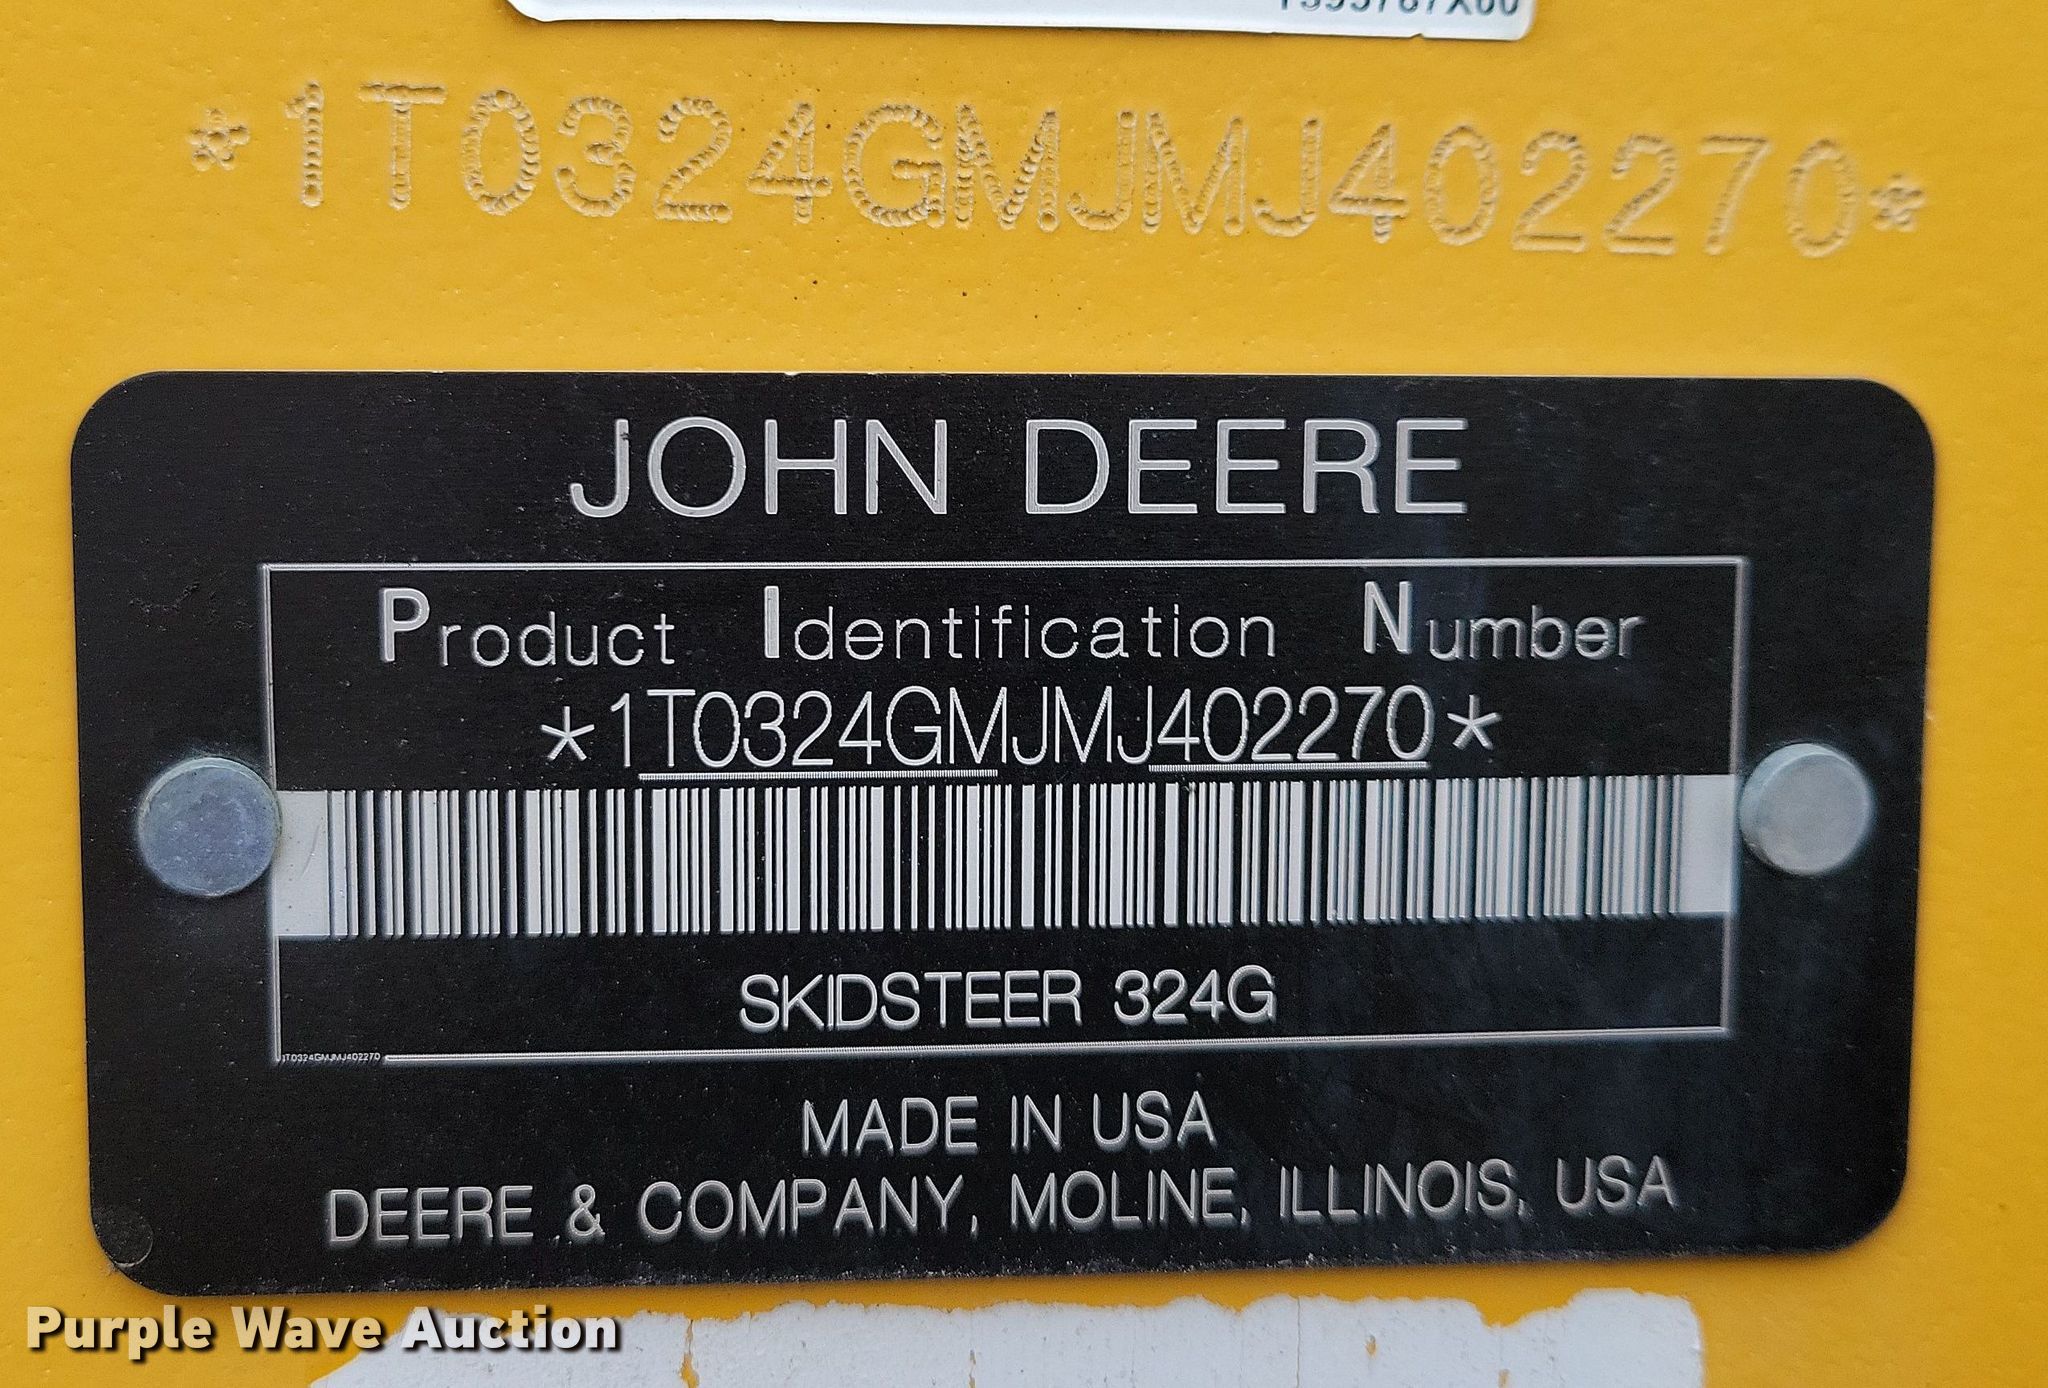 *1T0324GMJMJ402270*
JOHN DEERE
Product Identification Number
*1T0324GMJMJ402270*
SKIDSTEER 324G
1T0324GMJMJ402270
MADE IN USA
DEERE & COMPANY, MOLINE, ILLINOIS, USA
Purple Wave Auction